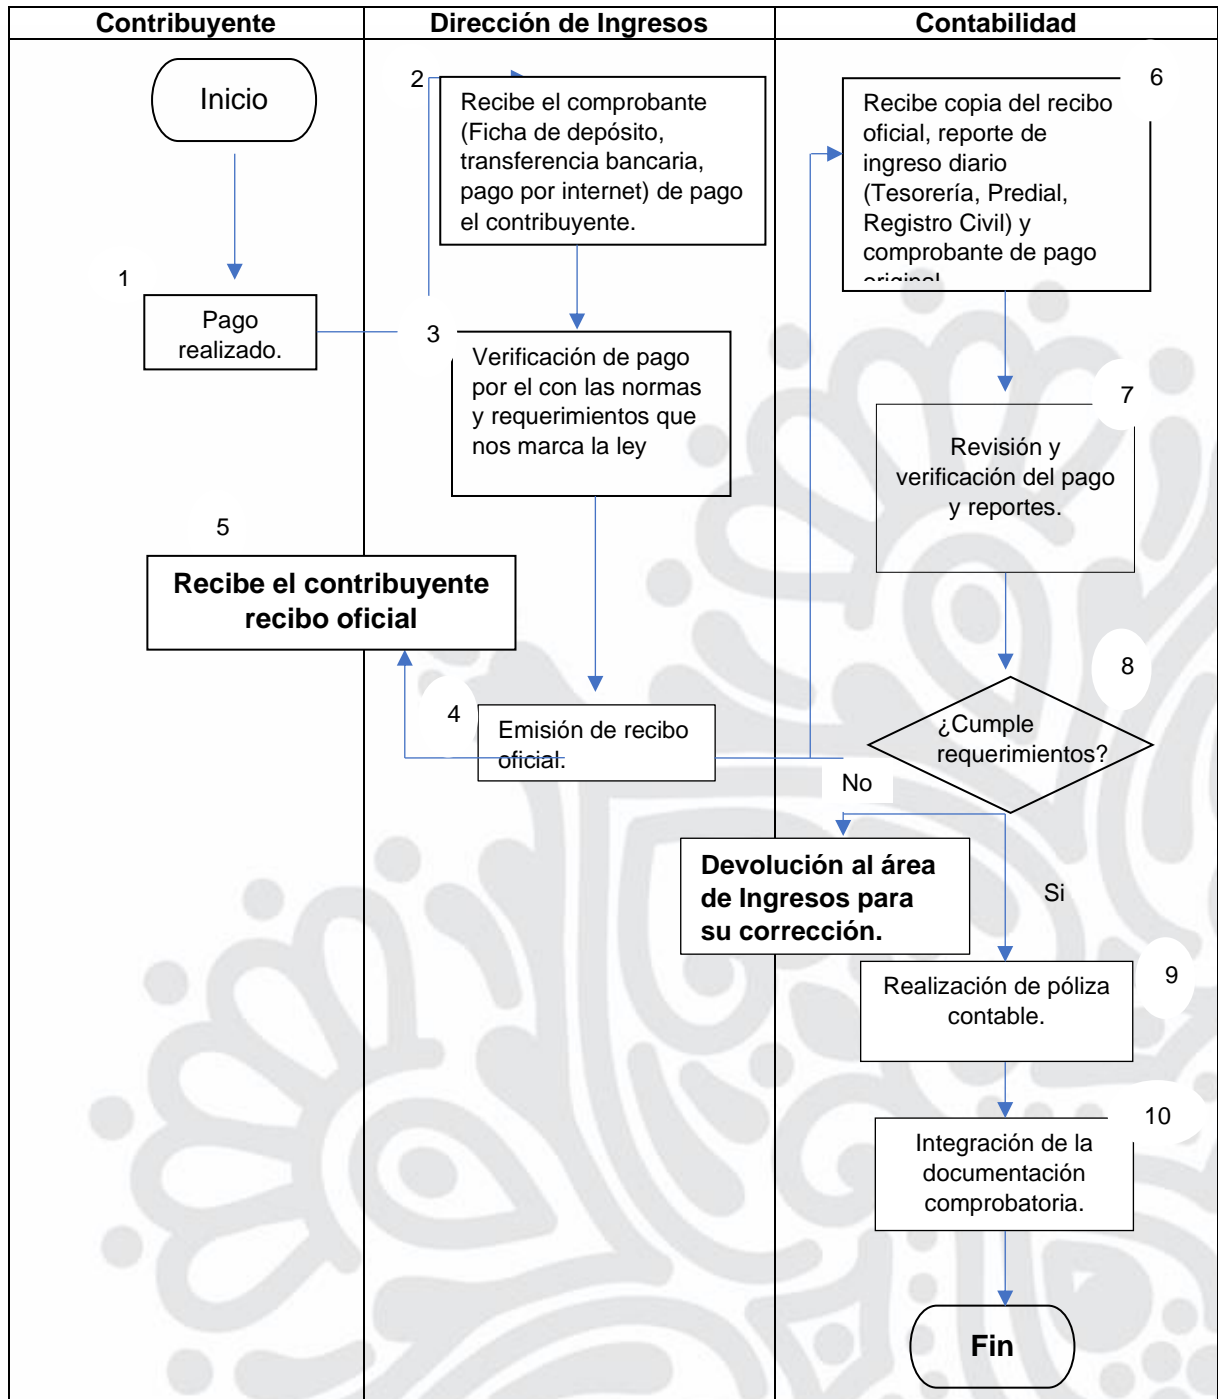 Contribuyente
Dirección de Ingresos
Contabilidad
Inicio
1
Pago
realizado.
2
Recibe el comprobante
(Ficha de depósito,
transferencia bancaria,
pago por internet) de pago
el contribuyente.
3
Verificación de pago
por el con las normas
y requerimientos que
nos marca la ley
4
Emisión de recibo
oficial.
5
Recibe el contribuyente
recibo oficial
6
Recibe copia del recibo
oficial, reporte de
ingreso diario
(Tesorería, Predial,
Registro Civil) y
comprobante de pago
original
7
Revisión y
verificación del pago
y reportes.
8
¿Cumple
requerimientos?
No
Devolución al área
de Ingresos para
su corrección.
Si
9
Realización de póliza
contable.
10
Integración de la
documentación
comprobatoria.
Fin